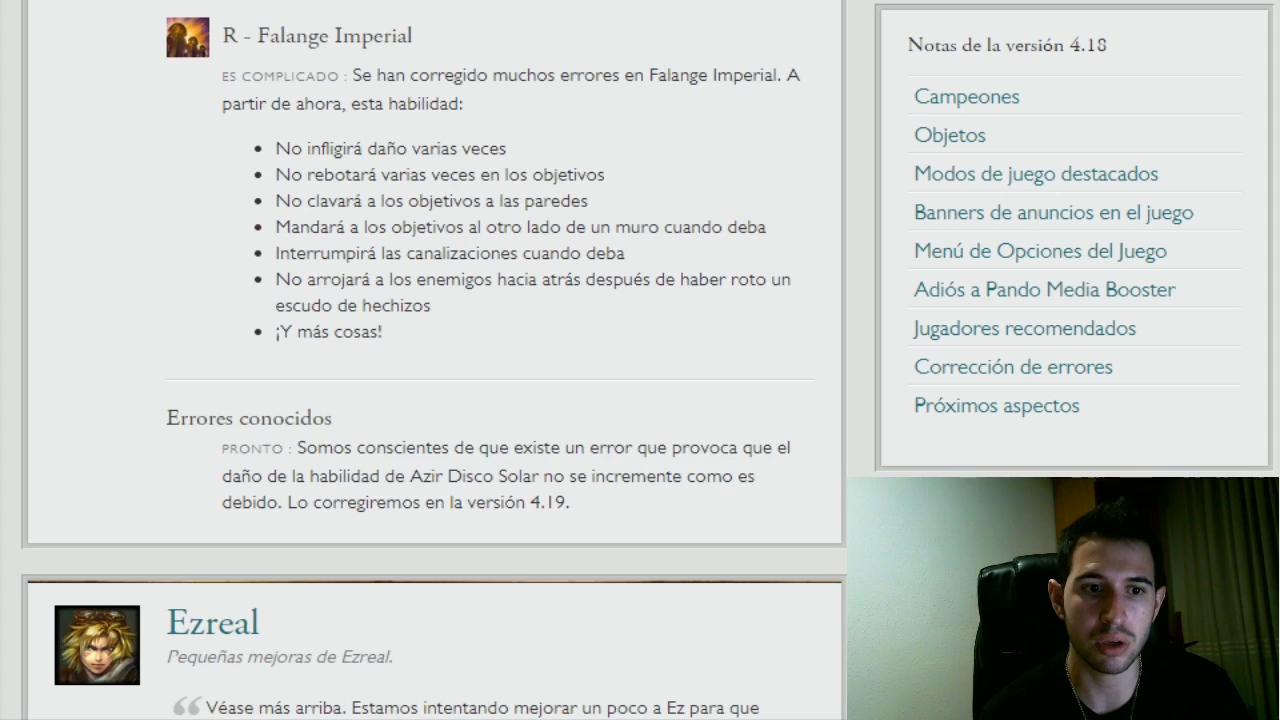 R - Falange Imperial
ES COMPLICADO : Se han corregido muchos errores en Falange Imperial. A
partir de ahora, esta habilidad:
• No infligirá daño varias veces
• No rebotará varias veces en los objetivos
• No clavará a los objetivos a las paredes
• Mandará a los objetivos al otro lado de un muro cuando deba
• Interrumpirá las canalizaciones cuando deba
• No arrojará a los enemigos hacia atrás después de haber roto un
escudo de hechizos
• ¡Y más cosas!
Errores conocidos
PRONTO : Somos conscientes de que existe un error que provoca que el
daño de la habilidad de Azir Disco Solar no se incremente como es
debido. Lo corregiremos en la versión 4.19.
Ezreal
Pequeñas mejoras de Ezreal.
“ Véase más arriba. Estamos intentando mejorar un poco a Ez para que
Notas de la versión 4.18
Campeones
Objetos
Modos de juego destacados
Banners de anuncios en el juego
Menú de Opciones del Juego
Adiós a Pando Media Booster
Jugadores recomendados
Corrección de errores
Próximos aspectos